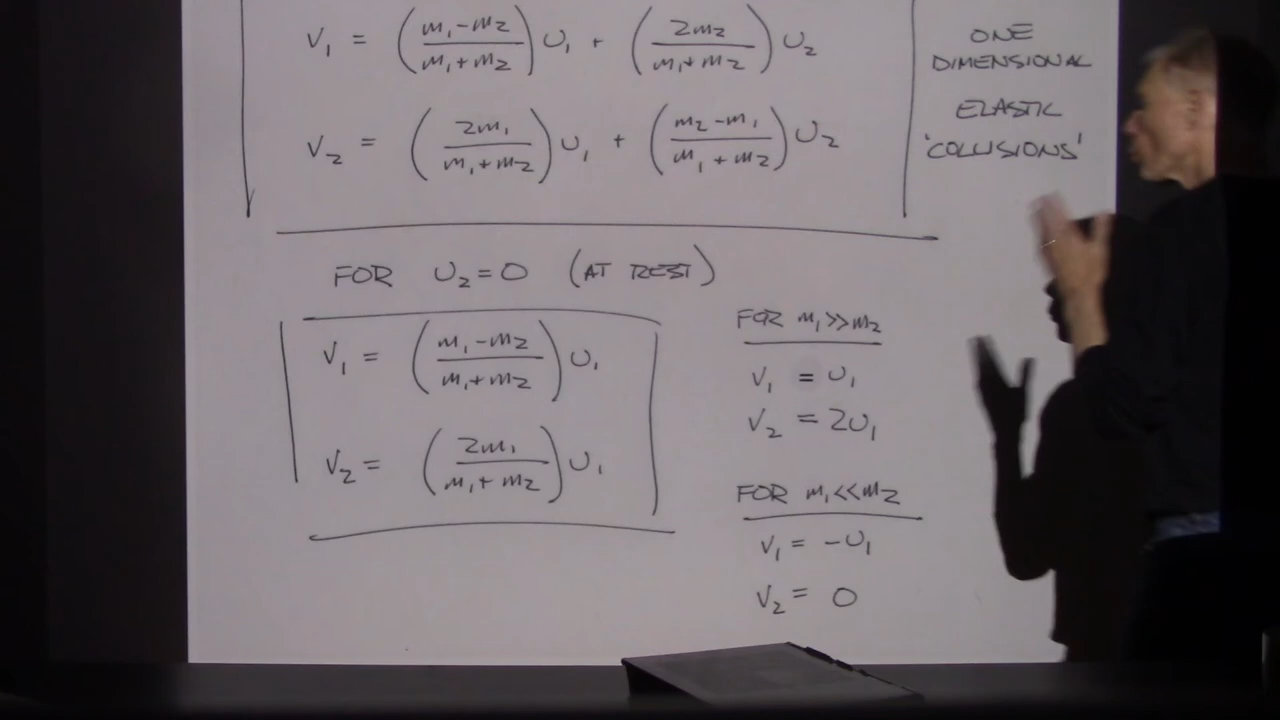 V₁ = ((m₁-m₂)/(m₁+m₂)) U₁ + ((2m₂)/(m₁+m₂)) U₂
V₂ = ((2m₁)/(m₁+m₂)) U₁ + ((m₂-m₁)/(m₁+m₂)) U₂
ONE
DIMENSIONAL
ELASTIC
'COLLISIONS'
FOR U₂=0 (AT REST)
V₁ = ((m₁-m₂)/(m₁+m₂)) U₁
V₂ = ((2m₁)/(m₁+m₂)) U₁
FOR m₁>>m₂
V₁ = U₁
V₂ = 2U₁
FOR m₁<<m₂
V₁ = -U₁
V₂ = 0